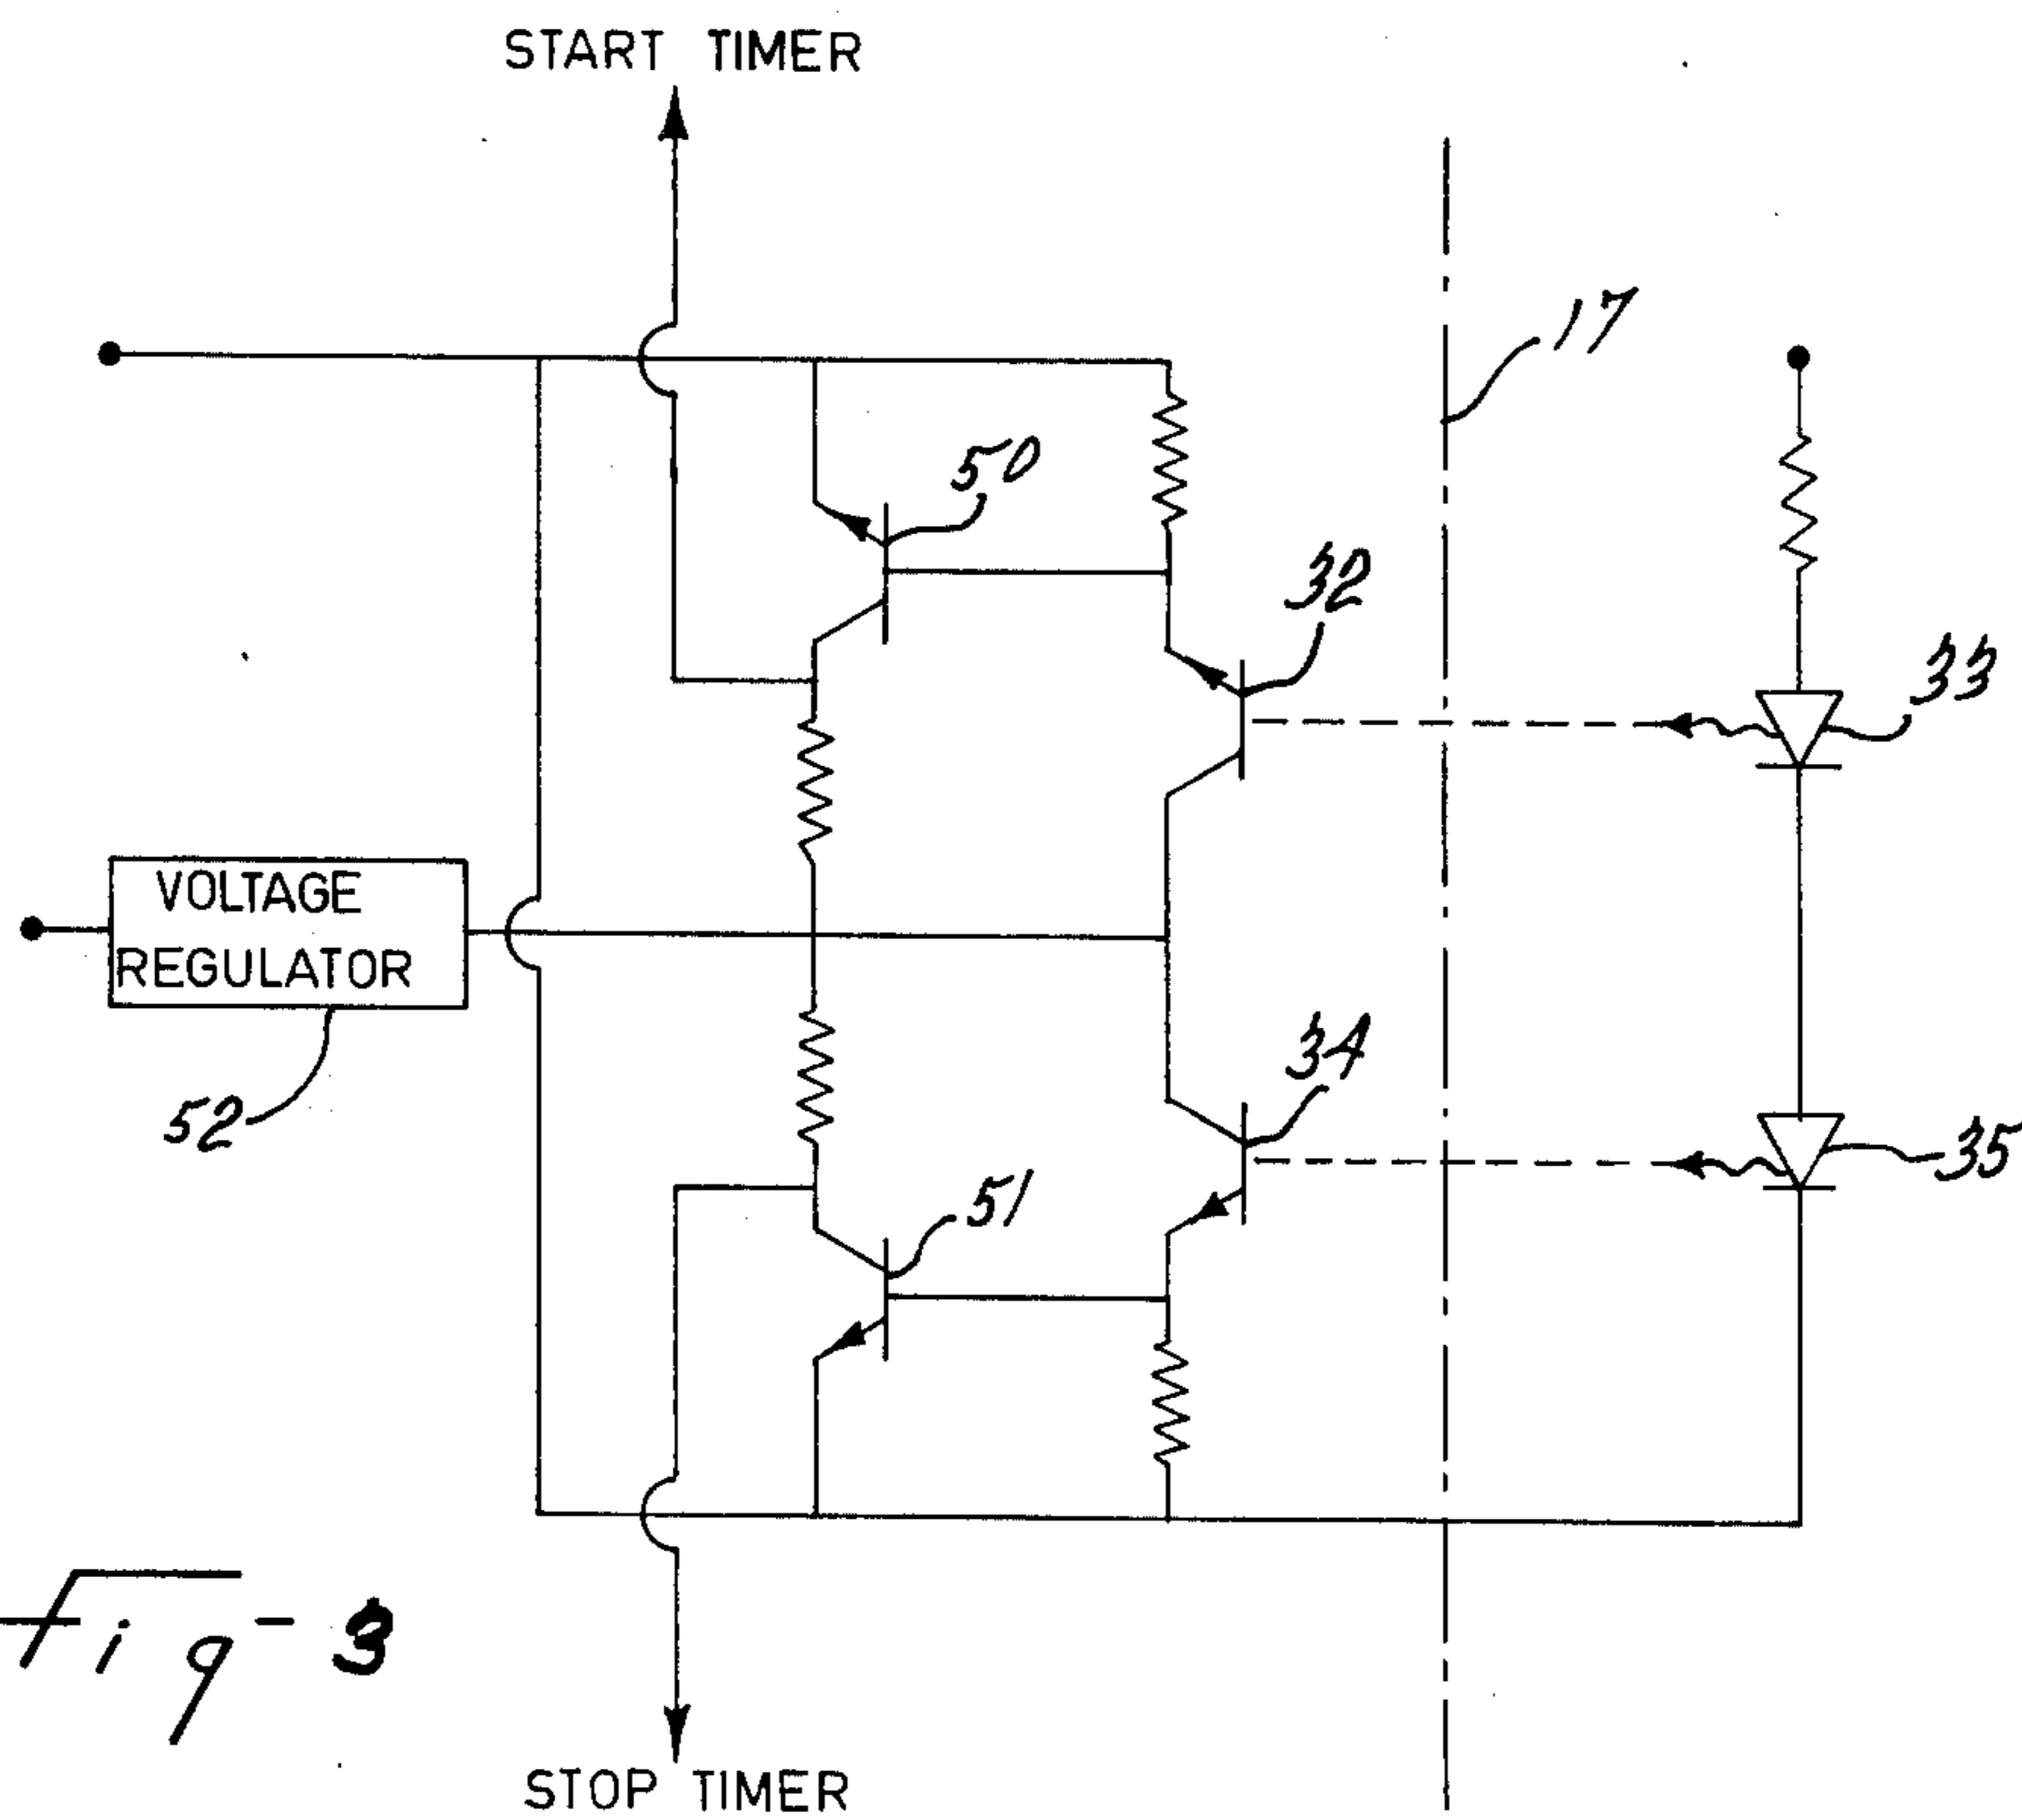 START TIMER
17
50
32
33
VOLTAGE
REGULATOR
52
34
35
51
Fig-3
STOP TIMER